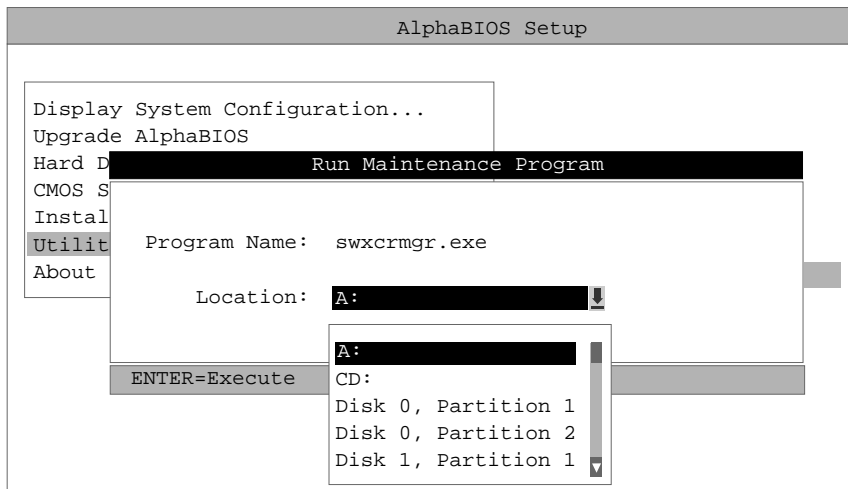 AlphaBIOS Setup
Display System Configuration...
Upgrade AlphaBIOS
Hard D
Run Maintenance Program
CMOS S
Instal
Utilit
Program Name: swxcrmgr.exe
About
Location: A:
A:
ENTER=Execute
CD:
Disk 0, Partition 1
Disk 0, Partition 2
Disk 1, Partition 1